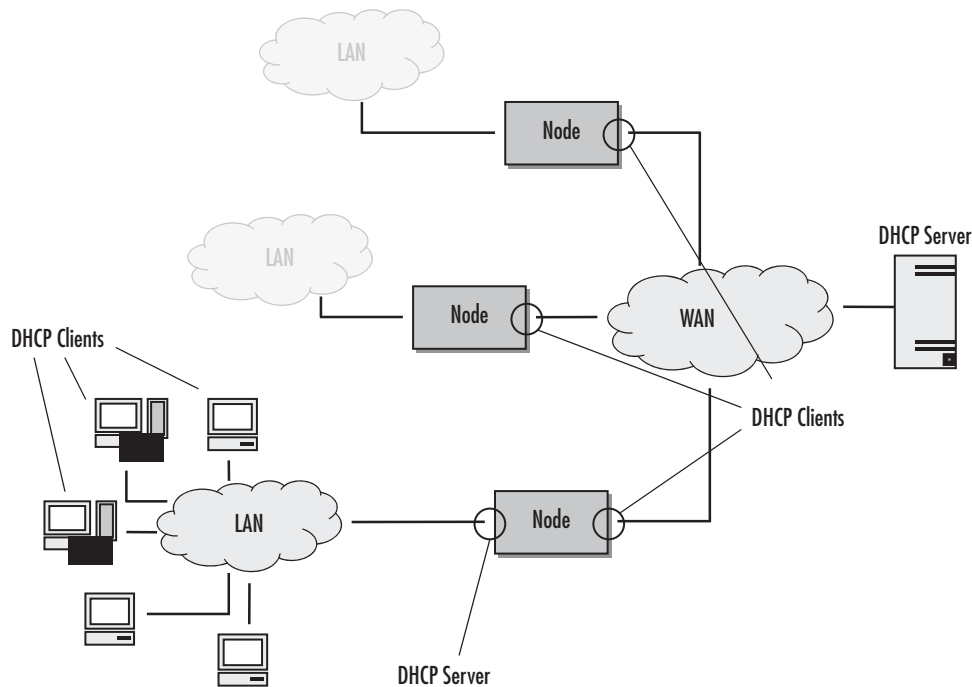 LAN
Node
DHCP Server
LAN
Node
WAN
DHCP Clients
DHCP Clients
LAN
Node
DHCP Server